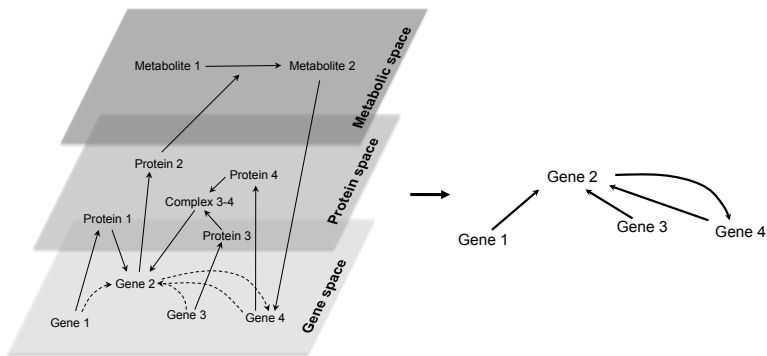 Metabolite 1
Metabolite 2
Metabolic space
Protein 2
Protein 4
Complex 3-4
Protein 1
Protein 3
Protein space
Gene 2
Gene 1
Gene 3
Gene 4
Gene space
Gene 2
Gene 1
Gene 3
Gene 4